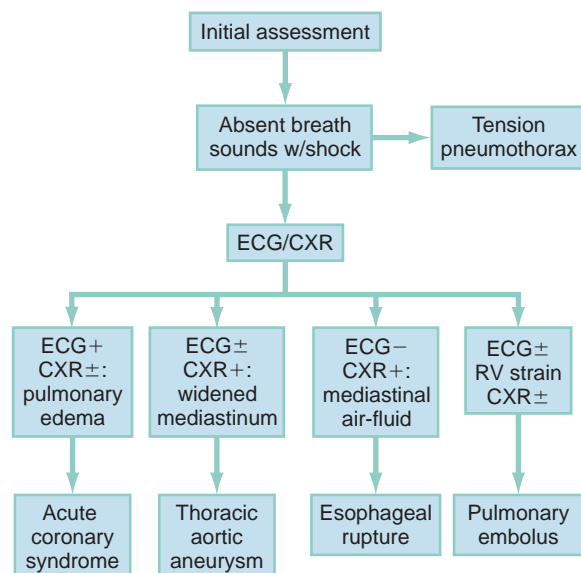 Initial assessment
Absent breath
sounds w/shock
Tension
pneumothorax
ECG/CXR
ECG+
CXR±:
pulmonary
edema
ECG±
CXR+:
widened
mediastinum
ECG−
CXR+:
mediastinal
air-fluid
ECG±
RV strain
CXR±
Acute
coronary
syndrome
Thoracic
aortic
aneurysm
Esophageal
rupture
Pulmonary
embolus